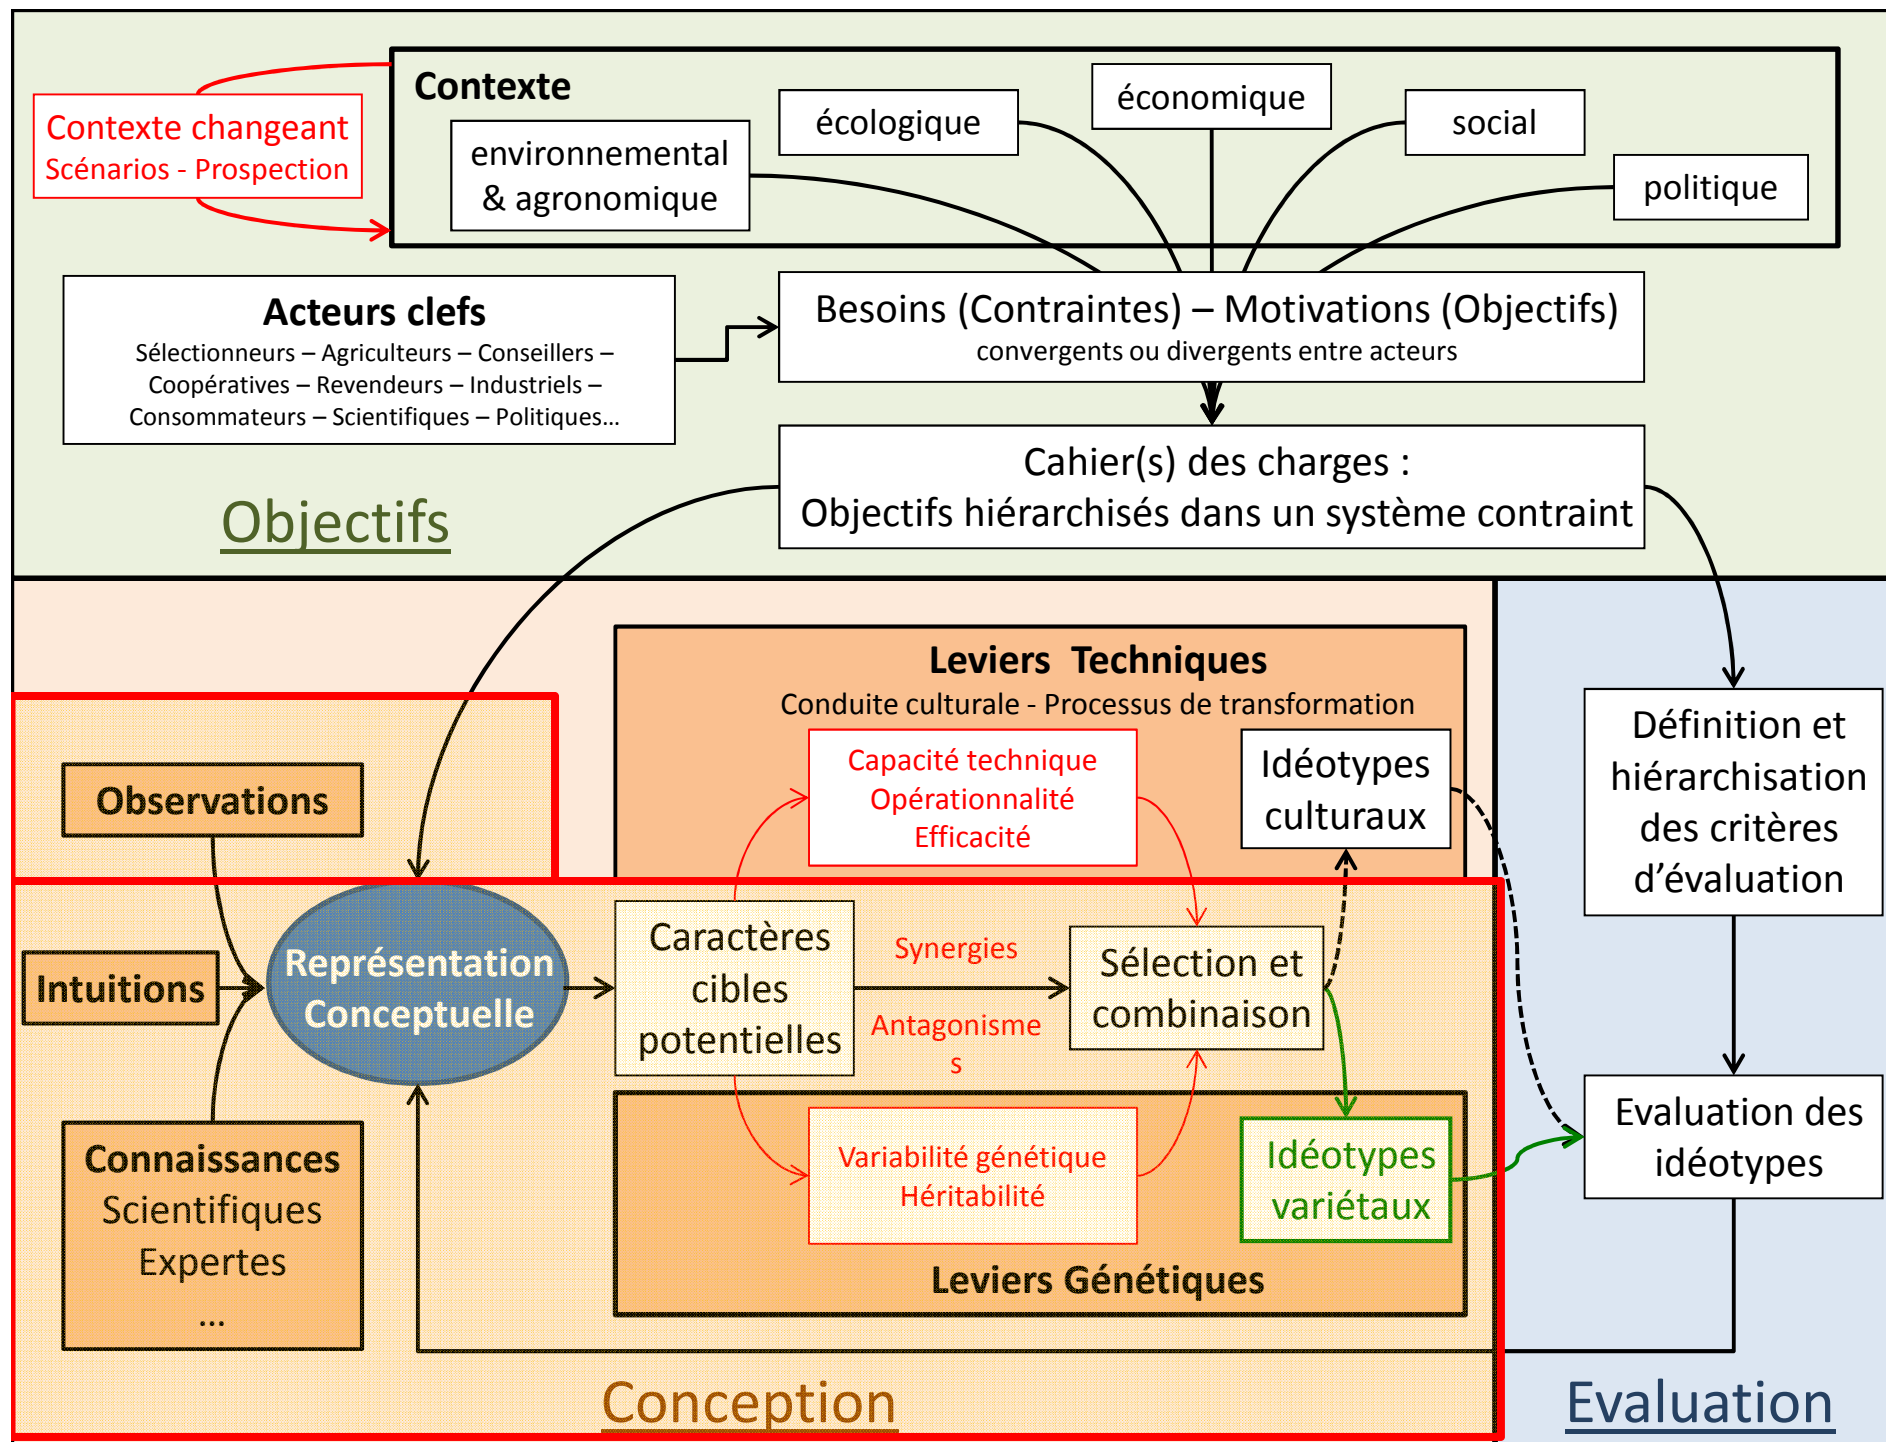 Contexte
Contexte changeant
Scénarios - Prospection
environnemental
& agronomique
écologique
économique
social
politique
Acteurs clefs
Sélectionneurs – Agriculteurs – Conseillers –
Coopératives – Revendeurs – Industriels –
Consommateurs – Scientifiques – Politiques…
Besoins (Contraintes) – Motivations (Objectifs)
convergents ou divergents entre acteurs
Cahier(s) des charges :
Objectifs hiérarchisés dans un système contraint
Objectifs
Leviers Techniques
Conduite culturale - Processus de transformation
Capacité technique
Opérationnalité
Efficacité
Idéotypes
culturaux
Définition et
hiérarchisation
des critères
d'évaluation
Observations
Intuitions
Représentation
Conceptuelle
Caractères
cibles
potentielles
Synergies
Antagonisme
s
Sélection et
combinaison
Connaissances
Scientifiques
Expertes
...
Variabilité génétique
Héritabilité
Idéotypes
variétaux
Leviers Génétiques
Evaluation des
idéotypes
Conception
Evaluation